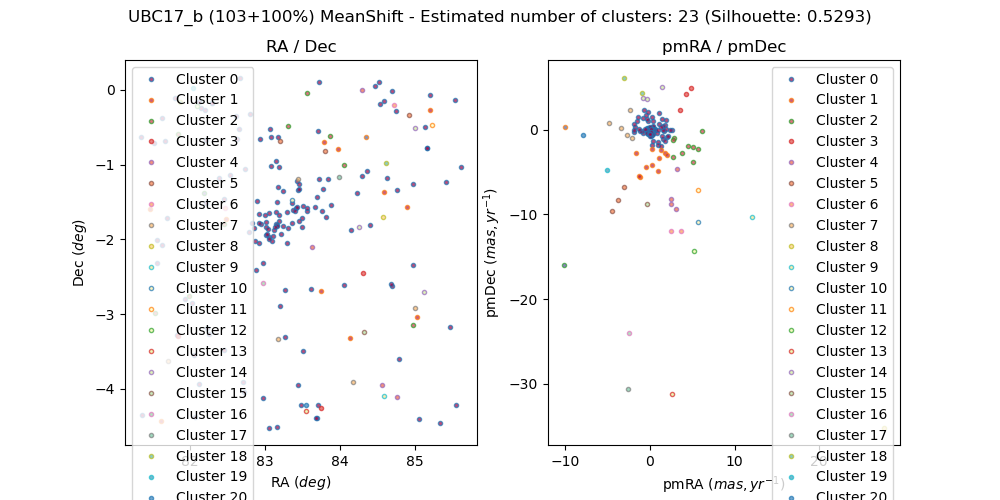 UBC17_b (103+100%) MeanShift - Estimated number of clusters: 23 (Silhouette: 0.5293)
RA / Dec
pmRA / pmDec
Dec (deg)
0
−1
−2
−3
−4
Cluster 0
Cluster 1
Cluster 2
Cluster 3
Cluster 4
Cluster 5
Cluster 6
Cluster 7
Cluster 8
Cluster 9
Cluster 10
Cluster 11
Cluster 12
Cluster 13
Cluster 14
Cluster 15
Cluster 16
Cluster 17
Cluster 18
Cluster 19
Cluster 20
82
83
84
85
RA (deg)
pmDec (mas, yr⁻¹)
0
−10
−20
−30
Cluster 0
Cluster 1
Cluster 2
Cluster 3
Cluster 4
Cluster 5
Cluster 6
Cluster 7
Cluster 8
Cluster 9
Cluster 10
Cluster 11
Cluster 12
Cluster 13
Cluster 14
Cluster 15
Cluster 16
Cluster 17
Cluster 18
Cluster 19
Cluster 20
−10
0
10
20
pmRA (mas, yr⁻¹)